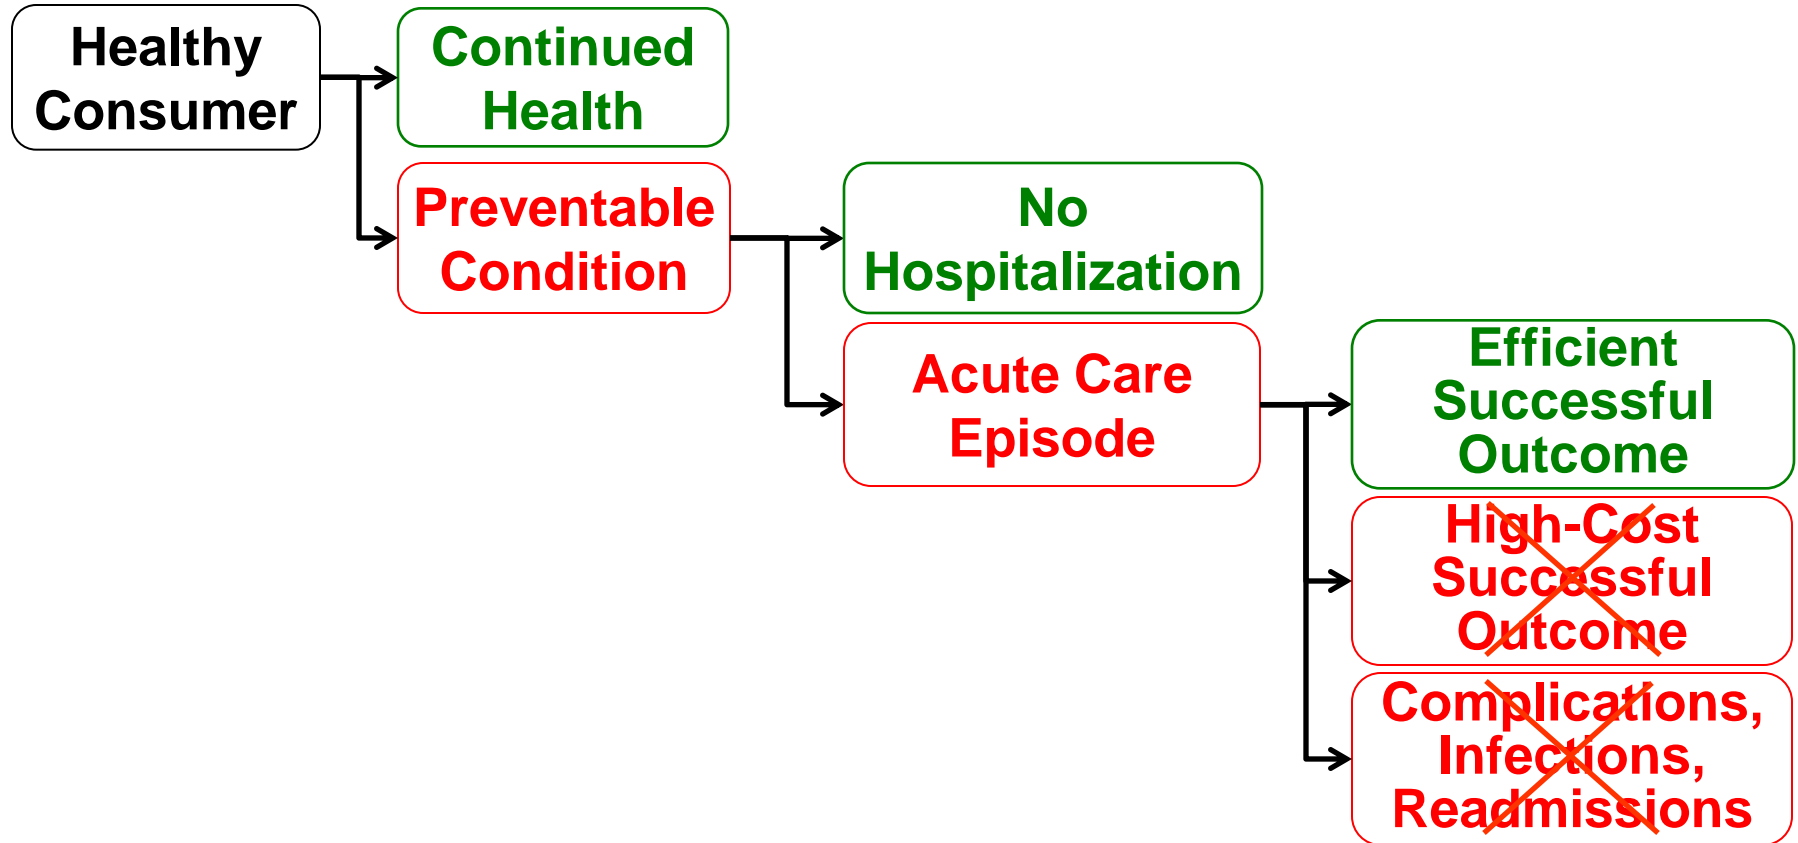 Healthy
Consumer
Continued
Health
Preventable
Condition
No
Hospitalization
Acute Care
Episode
Efficient
Successful
Outcome
High-Cost
Successful
Outcome
Complications,
Infections,
Readmissions